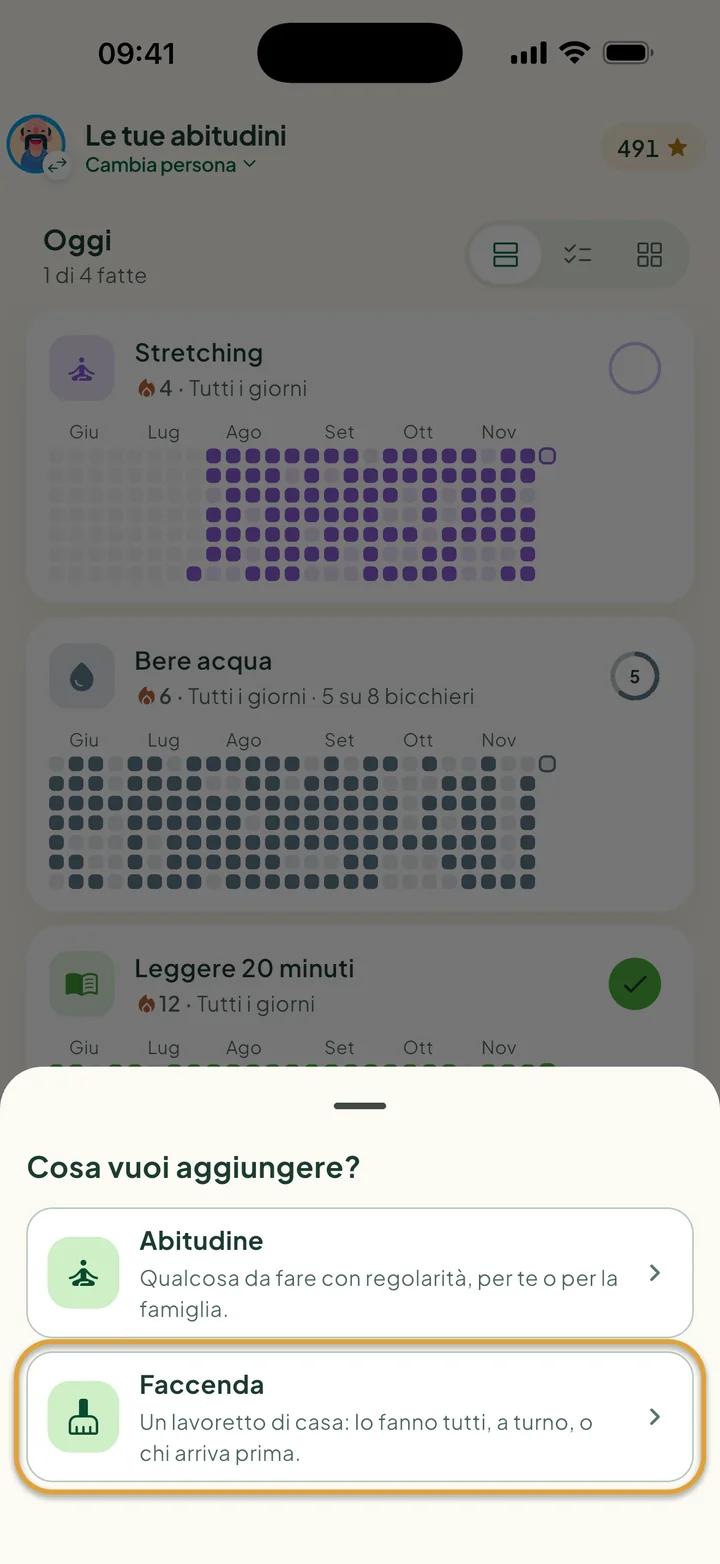 09:41
Le tue abitudini
Cambia persona
491
Oggi
1 di 4 fatte
Stretching
4 · Tutti i giorni
Giu Lug Ago Set Ott Nov
Bere acqua
6 · Tutti i giorni · 5 su 8 bicchieri
5
Giu Lug Ago Set Ott Nov
Leggere 20 minuti
12 · Tutti i giorni
Giu Lug Ago Set Ott Nov
Cosa vuoi aggiungere?
Abitudine
Qualcosa da fare con regolarità, per te o per la
famiglia.
Faccenda
Un lavoretto di casa: lo fanno tutti, a turno, o
chi arriva prima.